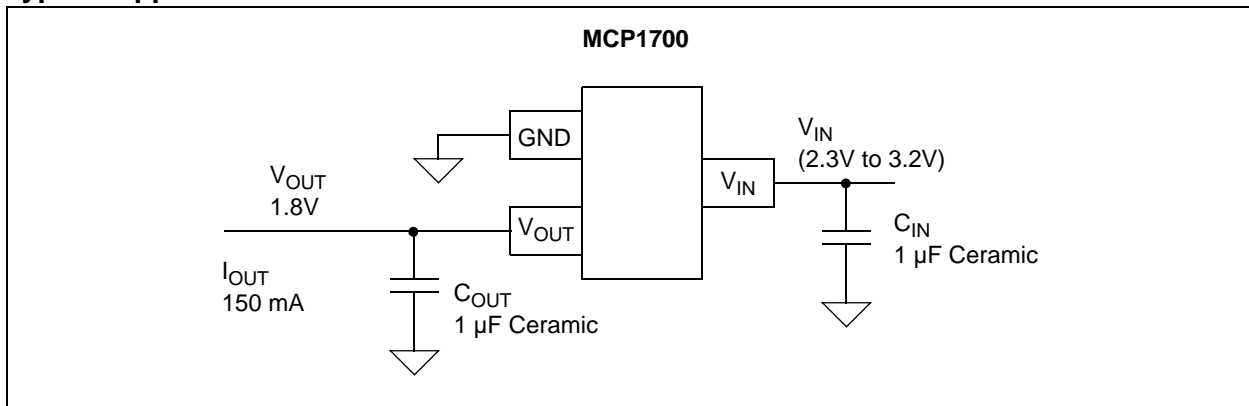 MCP1700
GND
V_IN
(2.3V to 3.2V)
V_OUT
1.8V
V_IN
V_OUT
C_IN
1 µF Ceramic
I_OUT
150 mA
C_OUT
1 µF Ceramic